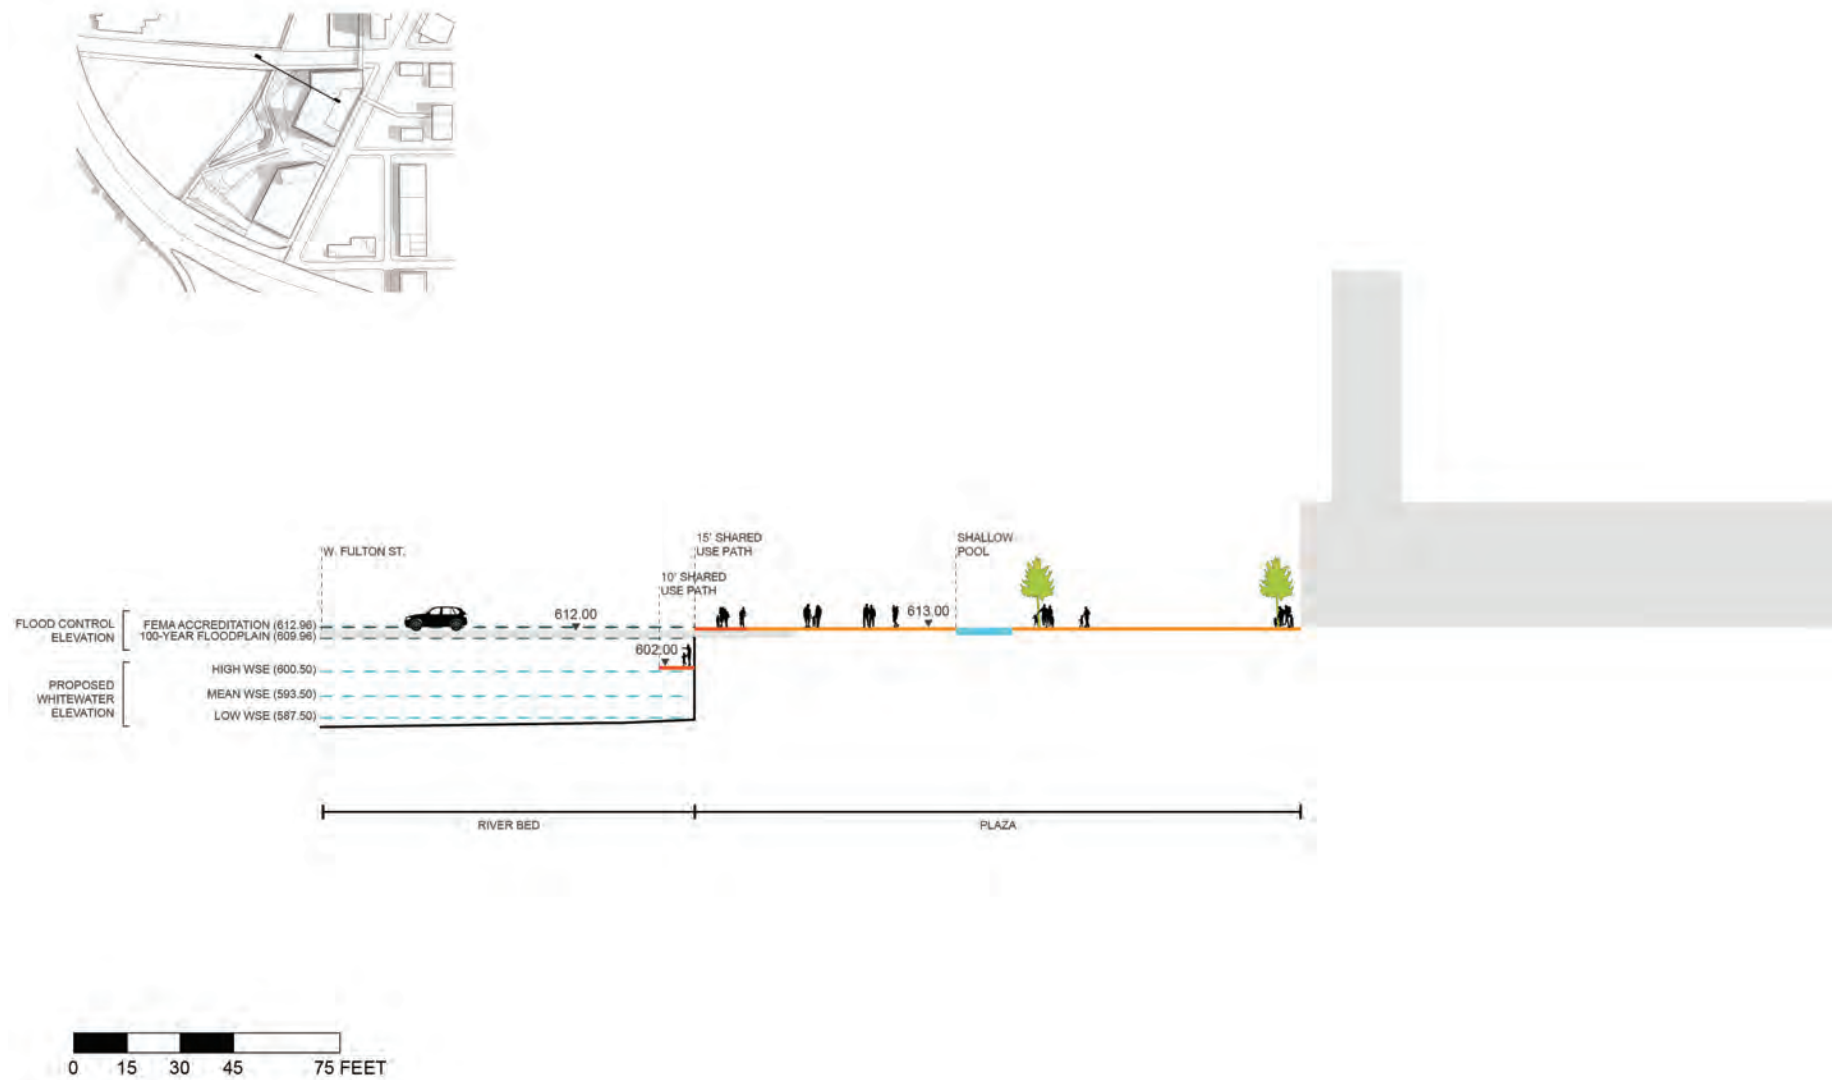 15' SHARED
USE PATH
SHALLOW
POOL
W. FULTON ST.
10' SHARED
USE PATH
612.00
613.00
FLOOD CONTROL
ELEVATION
FEMA ACCREDITATION (612.96)
100-YEAR FLOODPLAIN (609.96)
602.00
HIGH WSE (600.50)
PROPOSED
WHITEWATER
ELEVATION
MEAN WSE (593.50)
LOW WSE (587.50)
RIVER BED
PLAZA
0 15 30 45 75 FEET